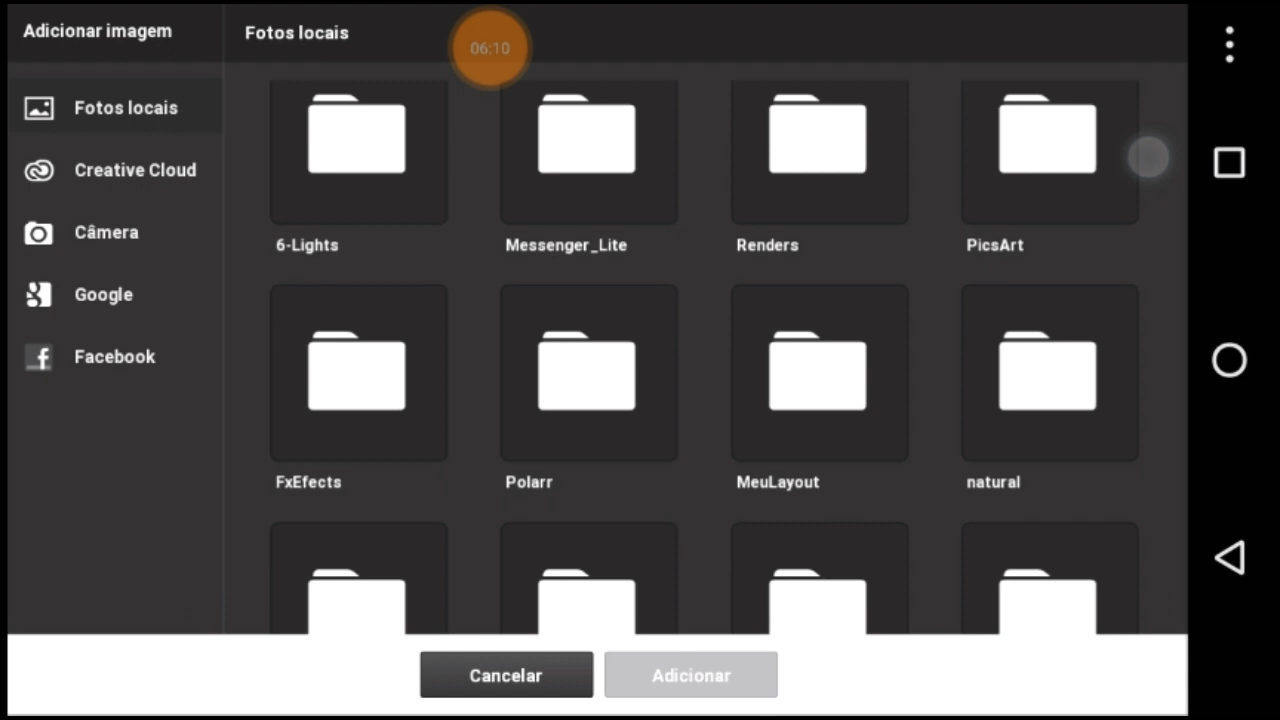 Adicionar imagem
Fotos locais
06:10
Fotos locais
Creative Cloud
Câmera
Google
Facebook
6-Lights
Messenger_Lite
Renders
PicsArt
FxEfects
Polarr
MeuLayout
natural
Cancelar
Adicionar